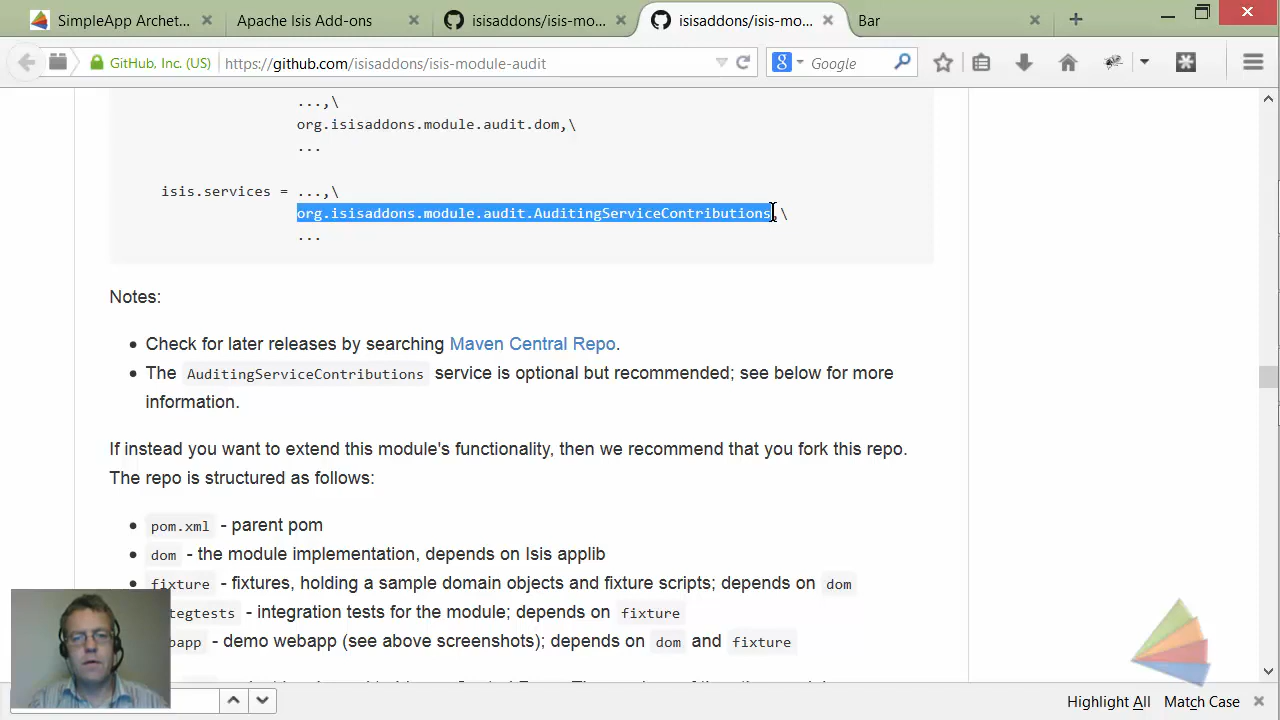 SimpleApp Archet... × Apache Isis Add-ons × isisaddons/isis-mo... × isisaddons/isis-mo... × Bar ×
GitHub, Inc. (US) https://github.com/isisaddons/isis-module-audit Google
...,\
org.isisaddons.module.audit.dom,\
...
isis.services = ...,\
org.isisaddons.module.audit.AuditingServiceContributions,\
...
Notes:
• Check for later releases by searching Maven Central Repo.
• The AuditingServiceContributions service is optional but recommended; see below for more
information.
If instead you want to extend this module's functionality, then we recommend that you fork this repo.
The repo is structured as follows:
• pom.xml - parent pom
• dom - the module implementation, depends on Isis applib
• fixture - fixtures, holding a sample domain objects and fixture scripts; depends on dom
tegtests - integration tests for the module; depends on fixture
papp - demo webapp (see above screenshots); depends on dom and fixture
Highlight All Match Case ×